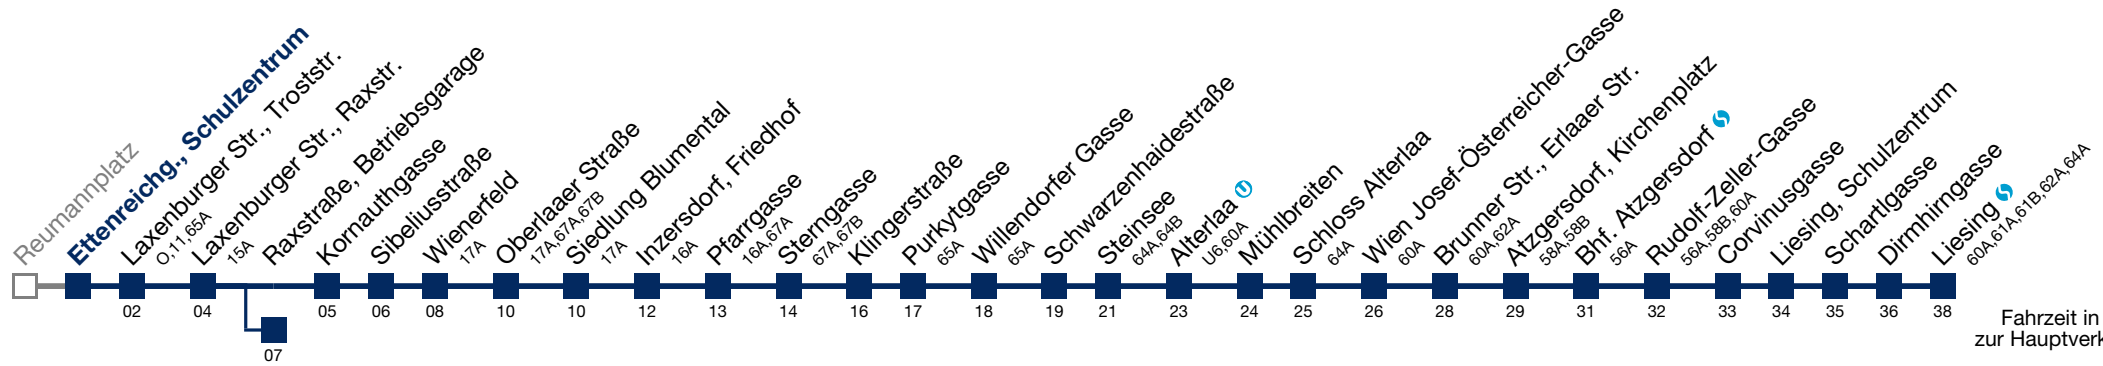 Reumannplatz
Ettenreichg., Schulzentrum
Laxenburger Str., Troststr.
O,11,65A
Laxenburger Str., Raxstr.
15A
Raxstraße, Betriebsgarage
Kornauthgasse
Sibeliusstraße
Wienerfeld
17A
Oberlaaer Straße
17A,67A,67B
Siedlung Blumental
17A
Inzersdorf, Friedhof
16A
Pfarrgasse
16A,67A
Sterngasse
67A,67B
Klingerstraße
Purkytgasse
65A
Willendorfer Gasse
65A
Schwarzenhaidestraße
Steinsee
64A,64B
Alterlaa U
U6,60A
Mühlbreiten
Schloss Alterlaa
64A
Wien Josef-Österreicher-Gasse
60A
Brunner Str., Erlaaer Str.
60A,62A
Atzgersdorf, Kirchenplatz
58A,58B
Bhf. Atzgersdorf S
56A
Rudolf-Zeller-Gasse
56A,58B,60A
Corvinusgasse
Liesing, Schulzentrum
Schartlgasse
Dirmhirngasse
Liesing S
60A,61A,61B,62A,64A
02 04 05 06 08 10 10 12 13 14 16 17 18 19 21 23 24 25 26 28 29 31 32 33 34 35 36 38
07
Fahrzeit in
zur Hauptverk